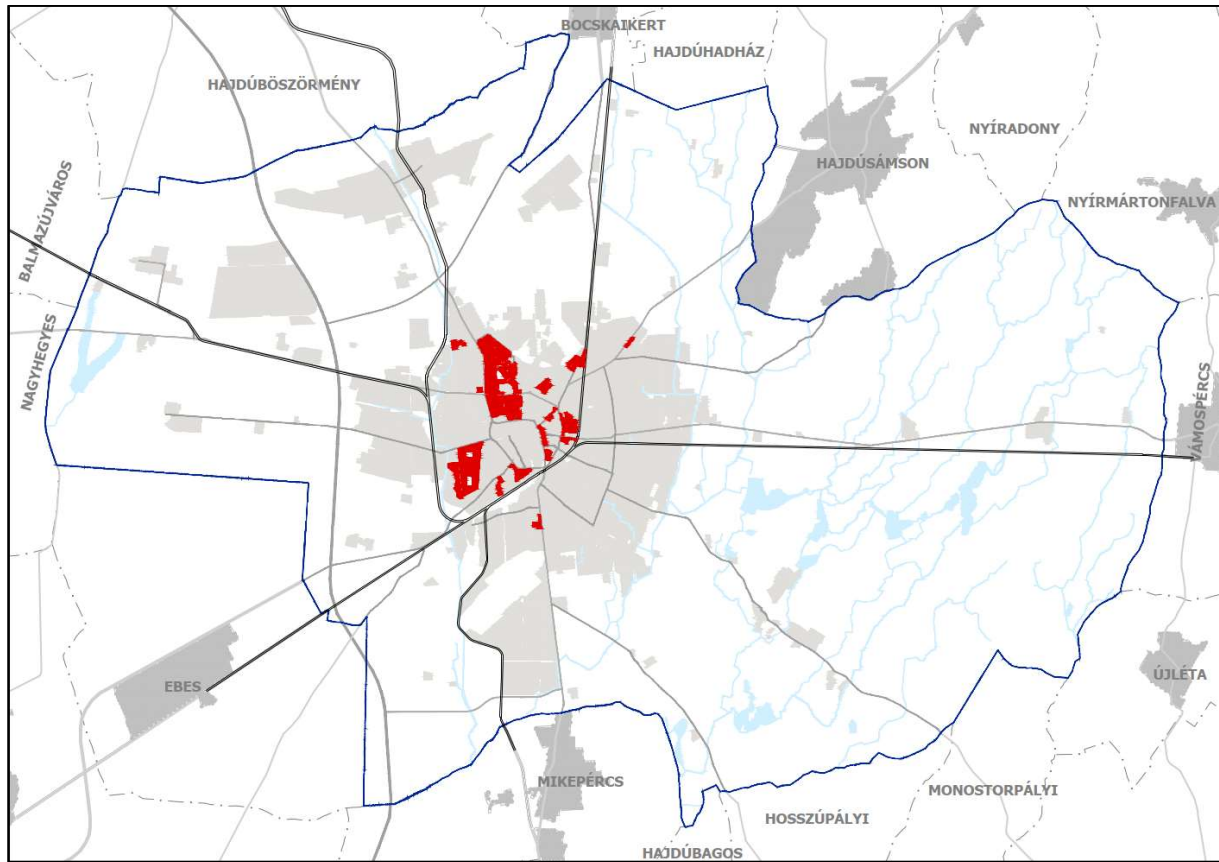 BOCSKAIKERT
HAJDÚHADHÁZ
HAJDÚBÖSZÖRMÉNY
NYÍRADONY
HAJDÚSÁMSON
NYÍRMÁRTONFALVA
BALMAZÚJVÁROS
NAGYHEGYES
VÁMOSPÉRCS
EBES
ÚJLÉTA
MIKEPÉRCS
MONOSTORPÁLYI
HOSSZÚPÁLYI
HAJDÚBAGOS